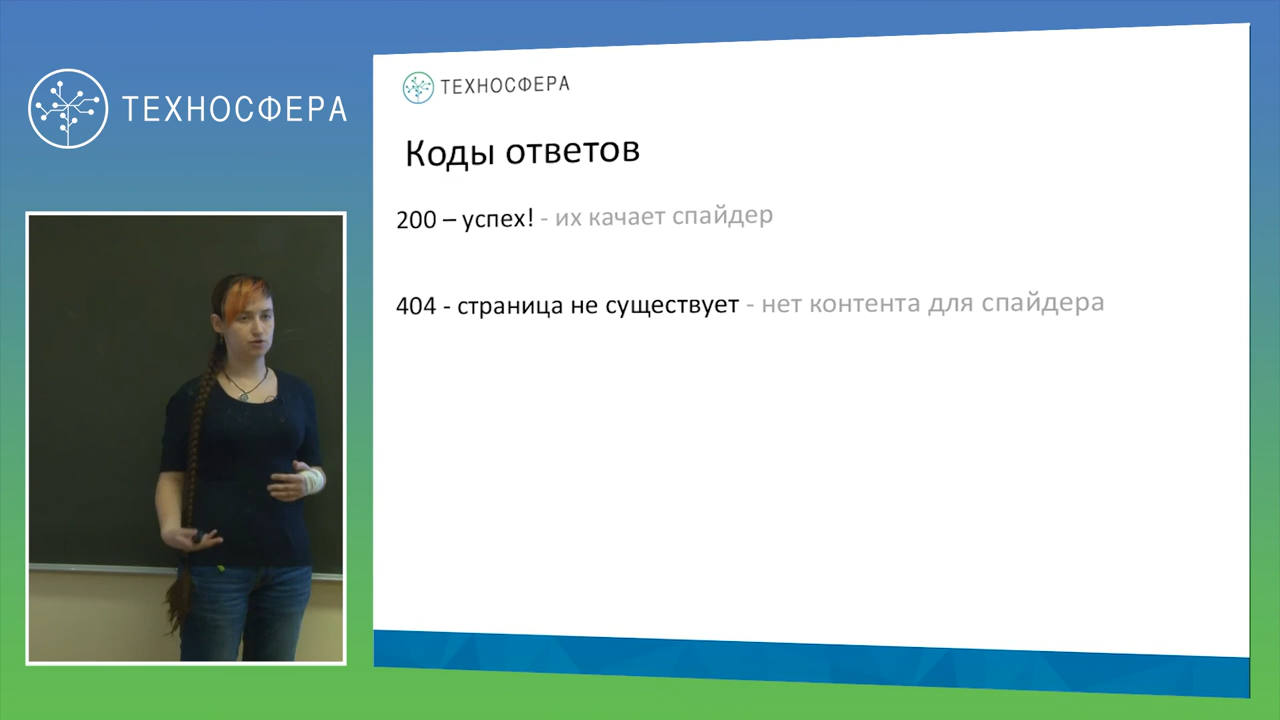 ТЕХНОСФЕРА
ТЕХНОСФЕРА
Коды ответов
200 – успех! - их качает спайдер
404 - страница не существует - нет контента для спайдера